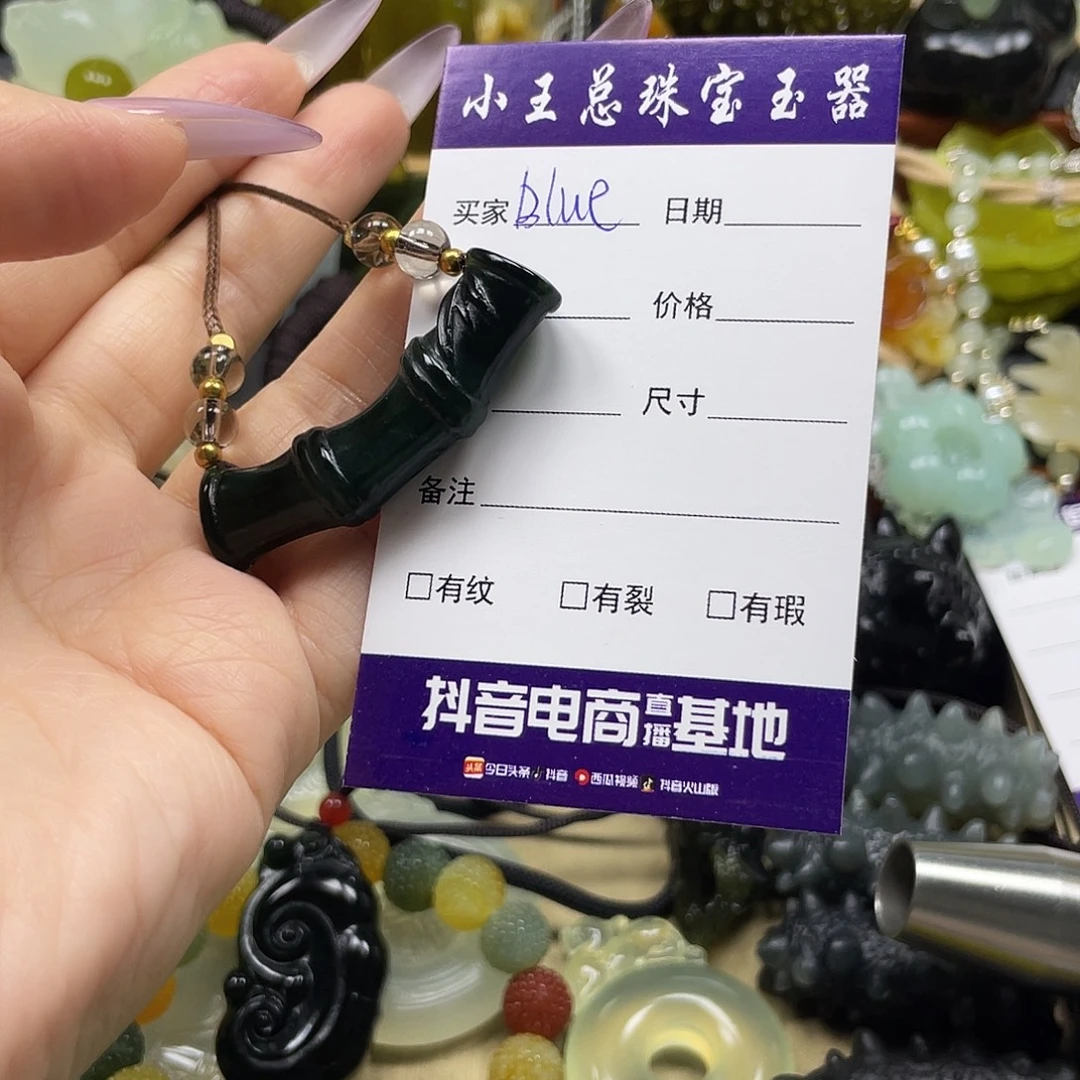 小王总珠宝玉器
买家 Blue 日期
价格
尺寸
备注
□有纹 □有裂 □有瑕
抖音电商直播基地
头条 今日头条 抖音 西瓜视频 抖音火山版